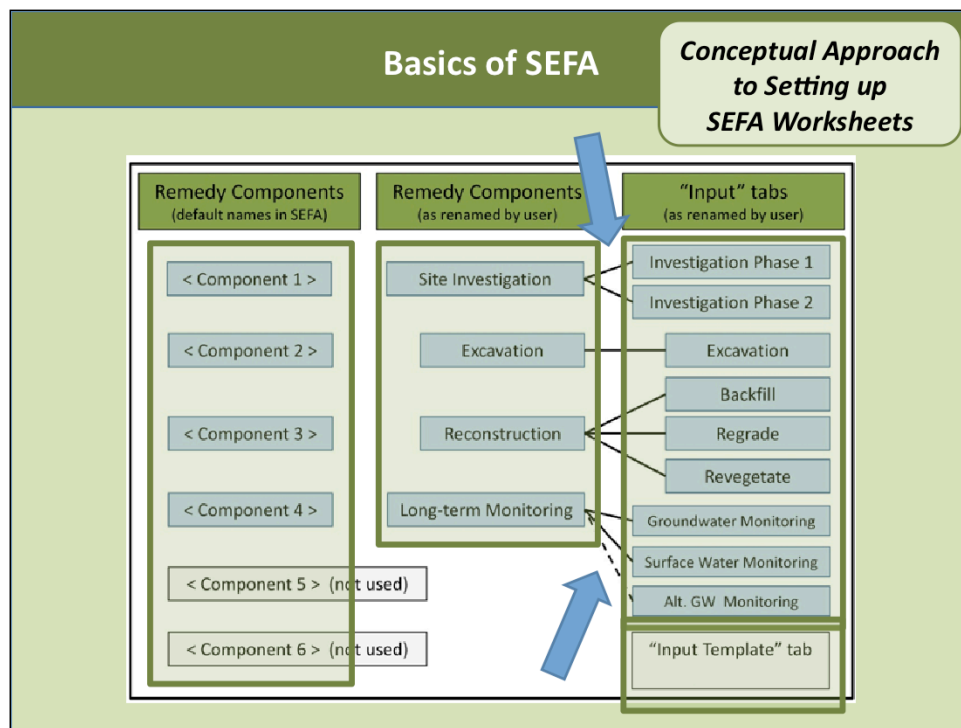 Basics of SEFA
Conceptual Approach
to Setting up
SEFA Worksheets
Remedy Components
(default names in SEFA)
< Component 1 >
< Component 2 >
< Component 3 >
< Component 4 >
< Component 5 > (not used)
< Component 6 > (not used)
Remedy Components
(as renamed by user)
Site Investigation
Excavation
Reconstruction
Long-term Monitoring
“Input” tabs
(as renamed by user)
Investigation Phase 1
Investigation Phase 2
Excavation
Backfill
Regrade
Revegetate
Groundwater Monitoring
Surface Water Monitoring
Alt. GW Monitoring
“Input Template” tab